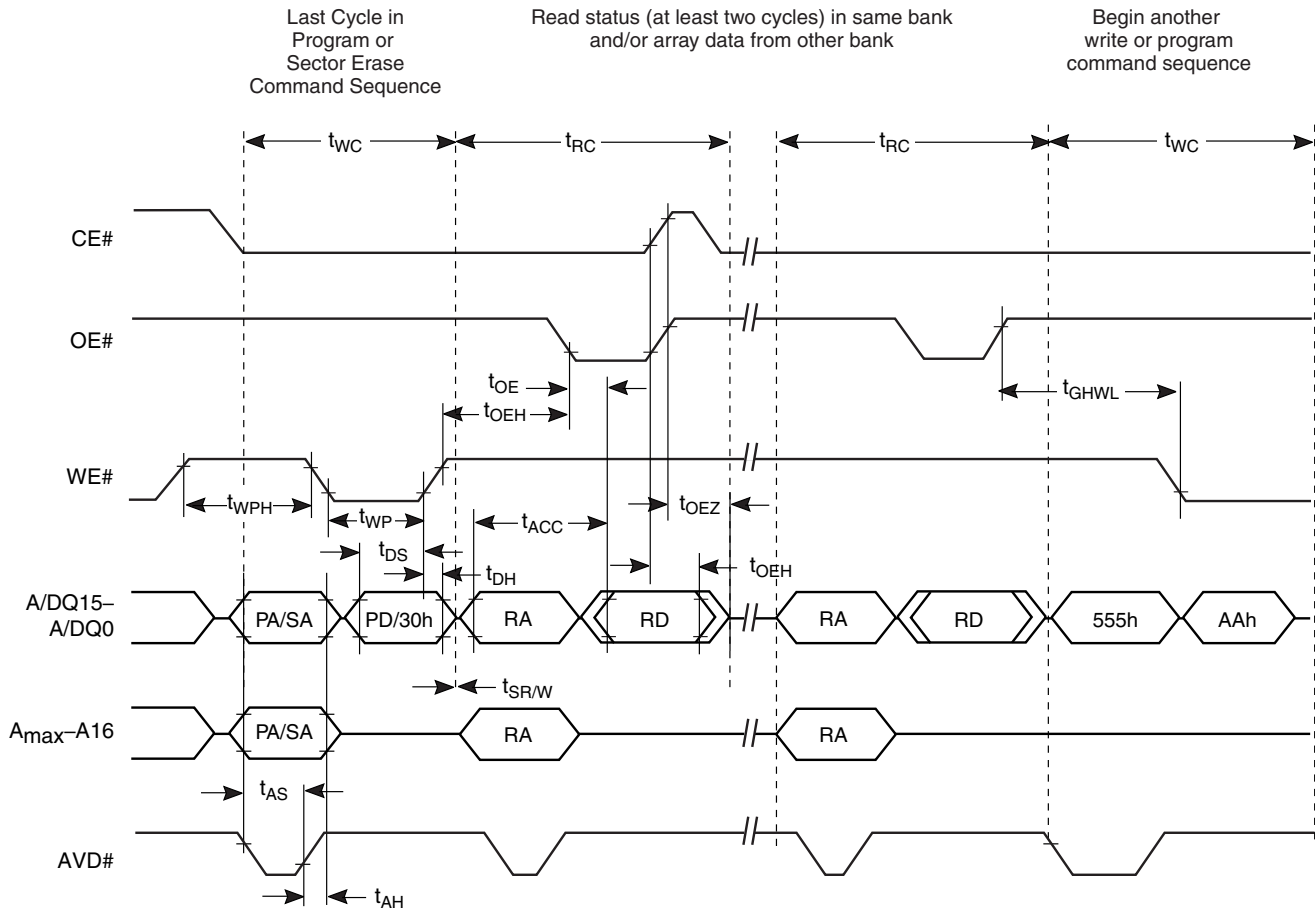 Last Cycle in
Program or
Sector Erase
Command Sequence
Read status (at least two cycles) in same bank
and/or array data from other bank
Begin another
write or program
command sequence
tWC
tRC
tRC
tWC
CE#
OE#
tOE
tOEH
tGHWL
WE#
tWPH
tWP
tACC
tOEZ
tDS
tDH
tOEH
A/DQ15–
A/DQ0
PA/SA
PD/30h
RA
RD
RA
RD
555h
AAh
tSR/W
Amax–A16
PA/SA
RA
RA
tAS
AVD#
tAH